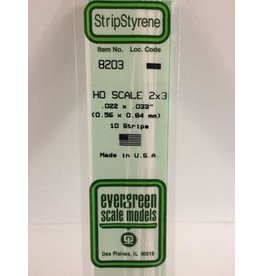 StripStyrene
Item No. Loc. Code
8203
HO SCALE 2x3
.022 x .033"
(0.56 x 0.84 mm)
10 Strips
Made in U.S.A.
evergreen
scale models
Des Plaines, IL 60018